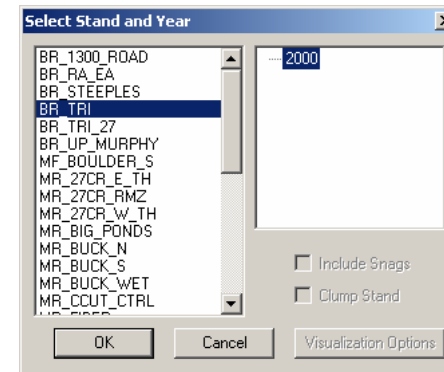 Select Stand and Year
BR_1300_ROAD
BR_RA_EA
BR_STEEPLES
BR_TRI
BR_TRI_27
BR_UP_MURPHY
MF_BOULDER_S
MR_27CR_E_TH
MR_27CR_RMZ
MR_27CR_W_TH
MR_BIG_PONDS
MR_BUCK_N
MR_BUCK_S
MR_BUCK_WET
MR_CCUT_CTRL
2000
Include Snags
Clump Stand
OK
Cancel
Visualization Options